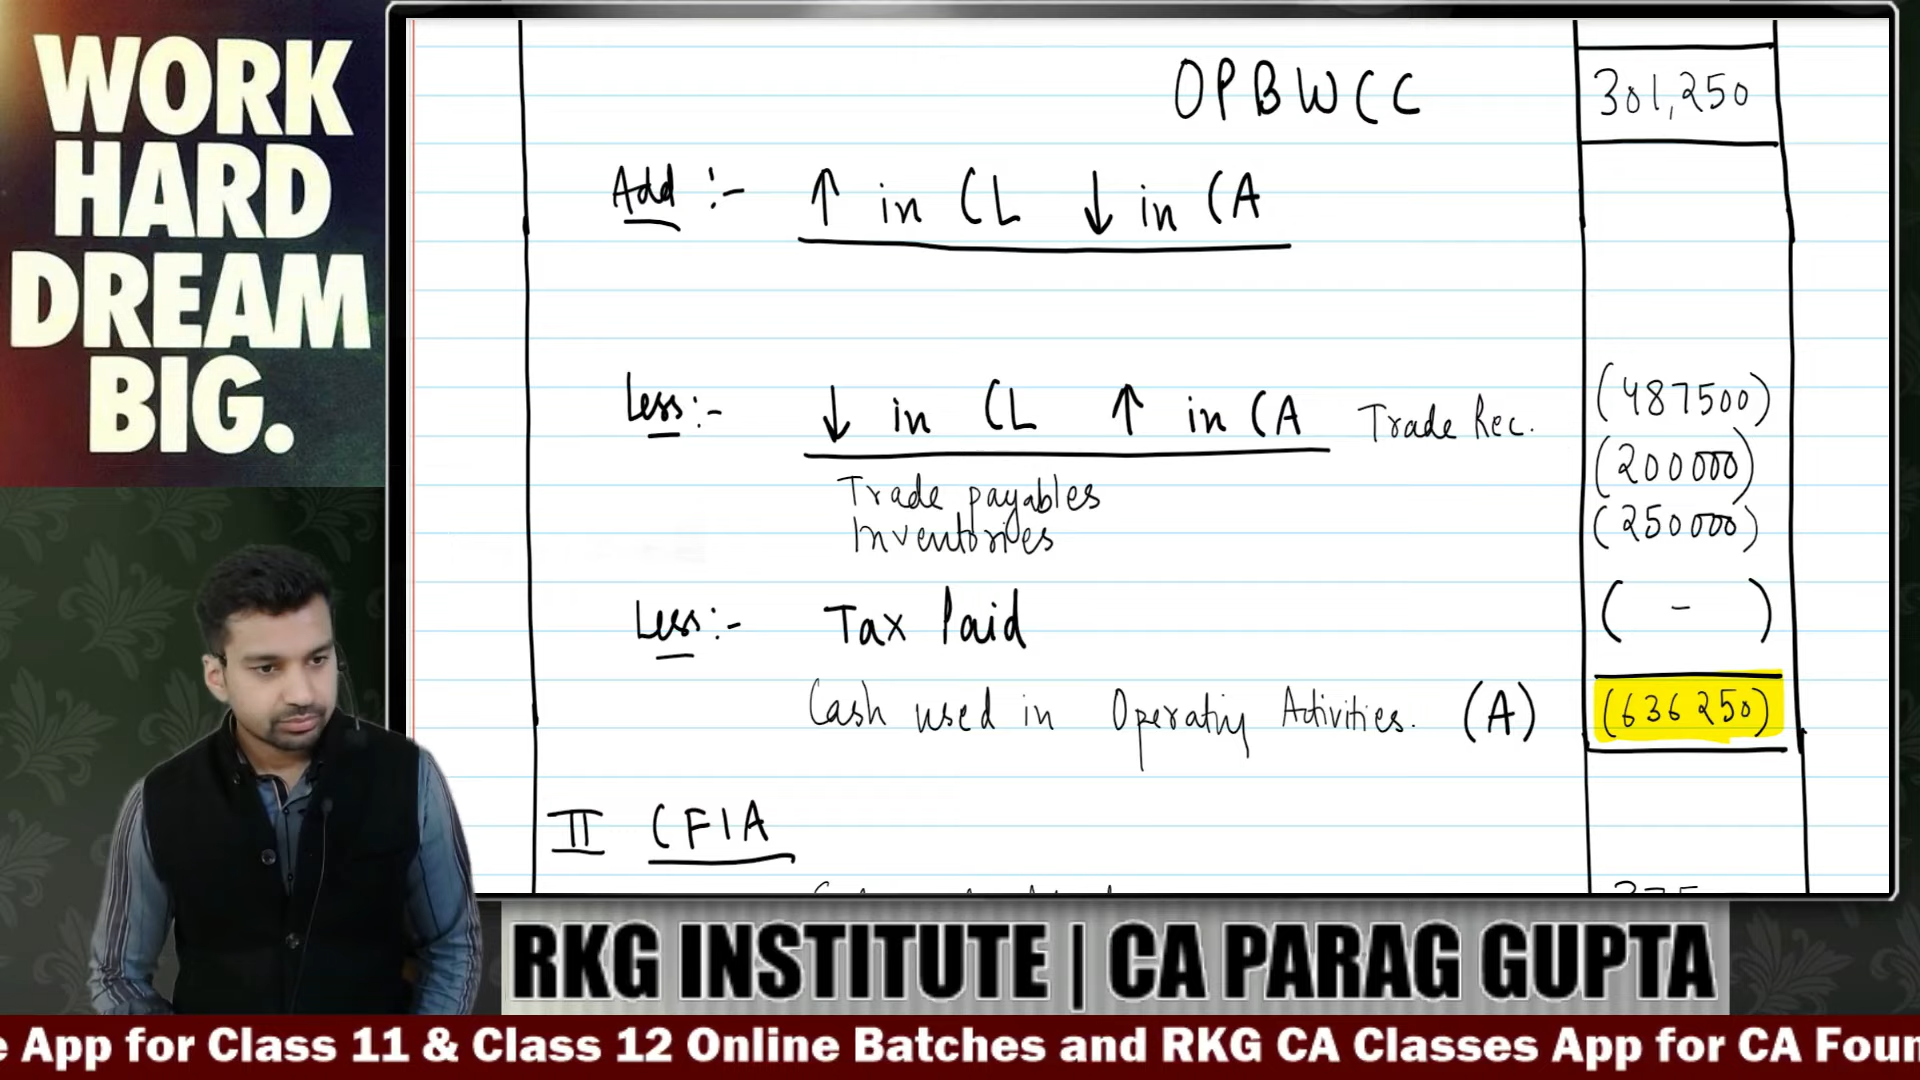 WORK
HARD
DREAM
BIG.
OPBWCC 301,250
Add :- ↑ in CL ↓ in CA
Less :- ↓ in CL ↑ in CA Trade Rec. (487500)
Trade payables (200000)
Inventories (250000)
Less :- Tax Paid ( - )
Cash used in Operating Activities. (A) (636250)
II CFIA
RKG INSTITUTE | CA PARAG GUPTA
e App for Class 11 & Class 12 Online Batches and RKG CA Classes App for CA Foun